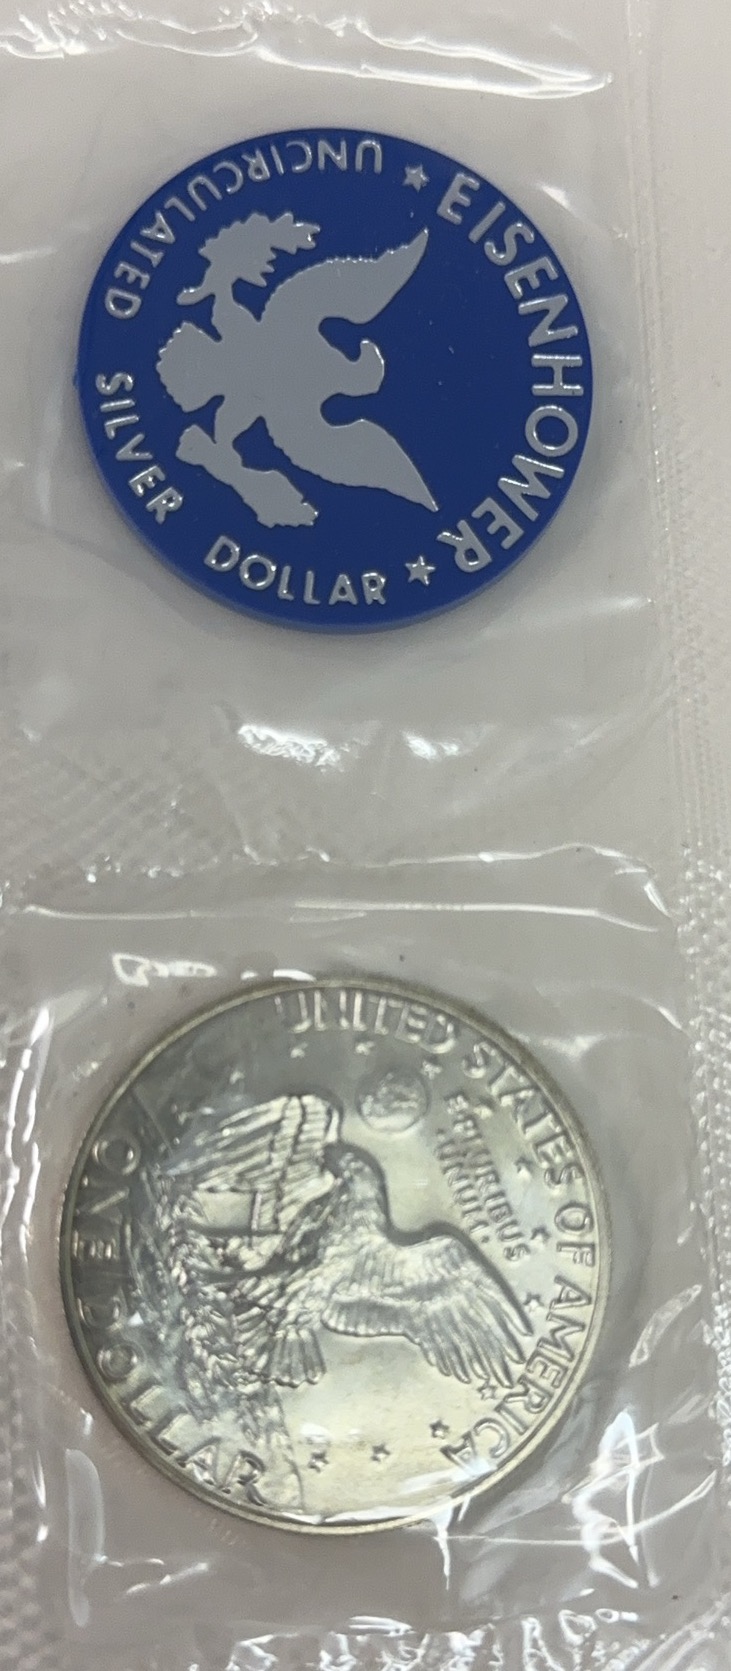 EISENHOWER
UNCIRCULATED SILVER DOLLAR
UNITED STATES OF AMERICA
E PLURIBUS
UNUM
ONE DOLLAR